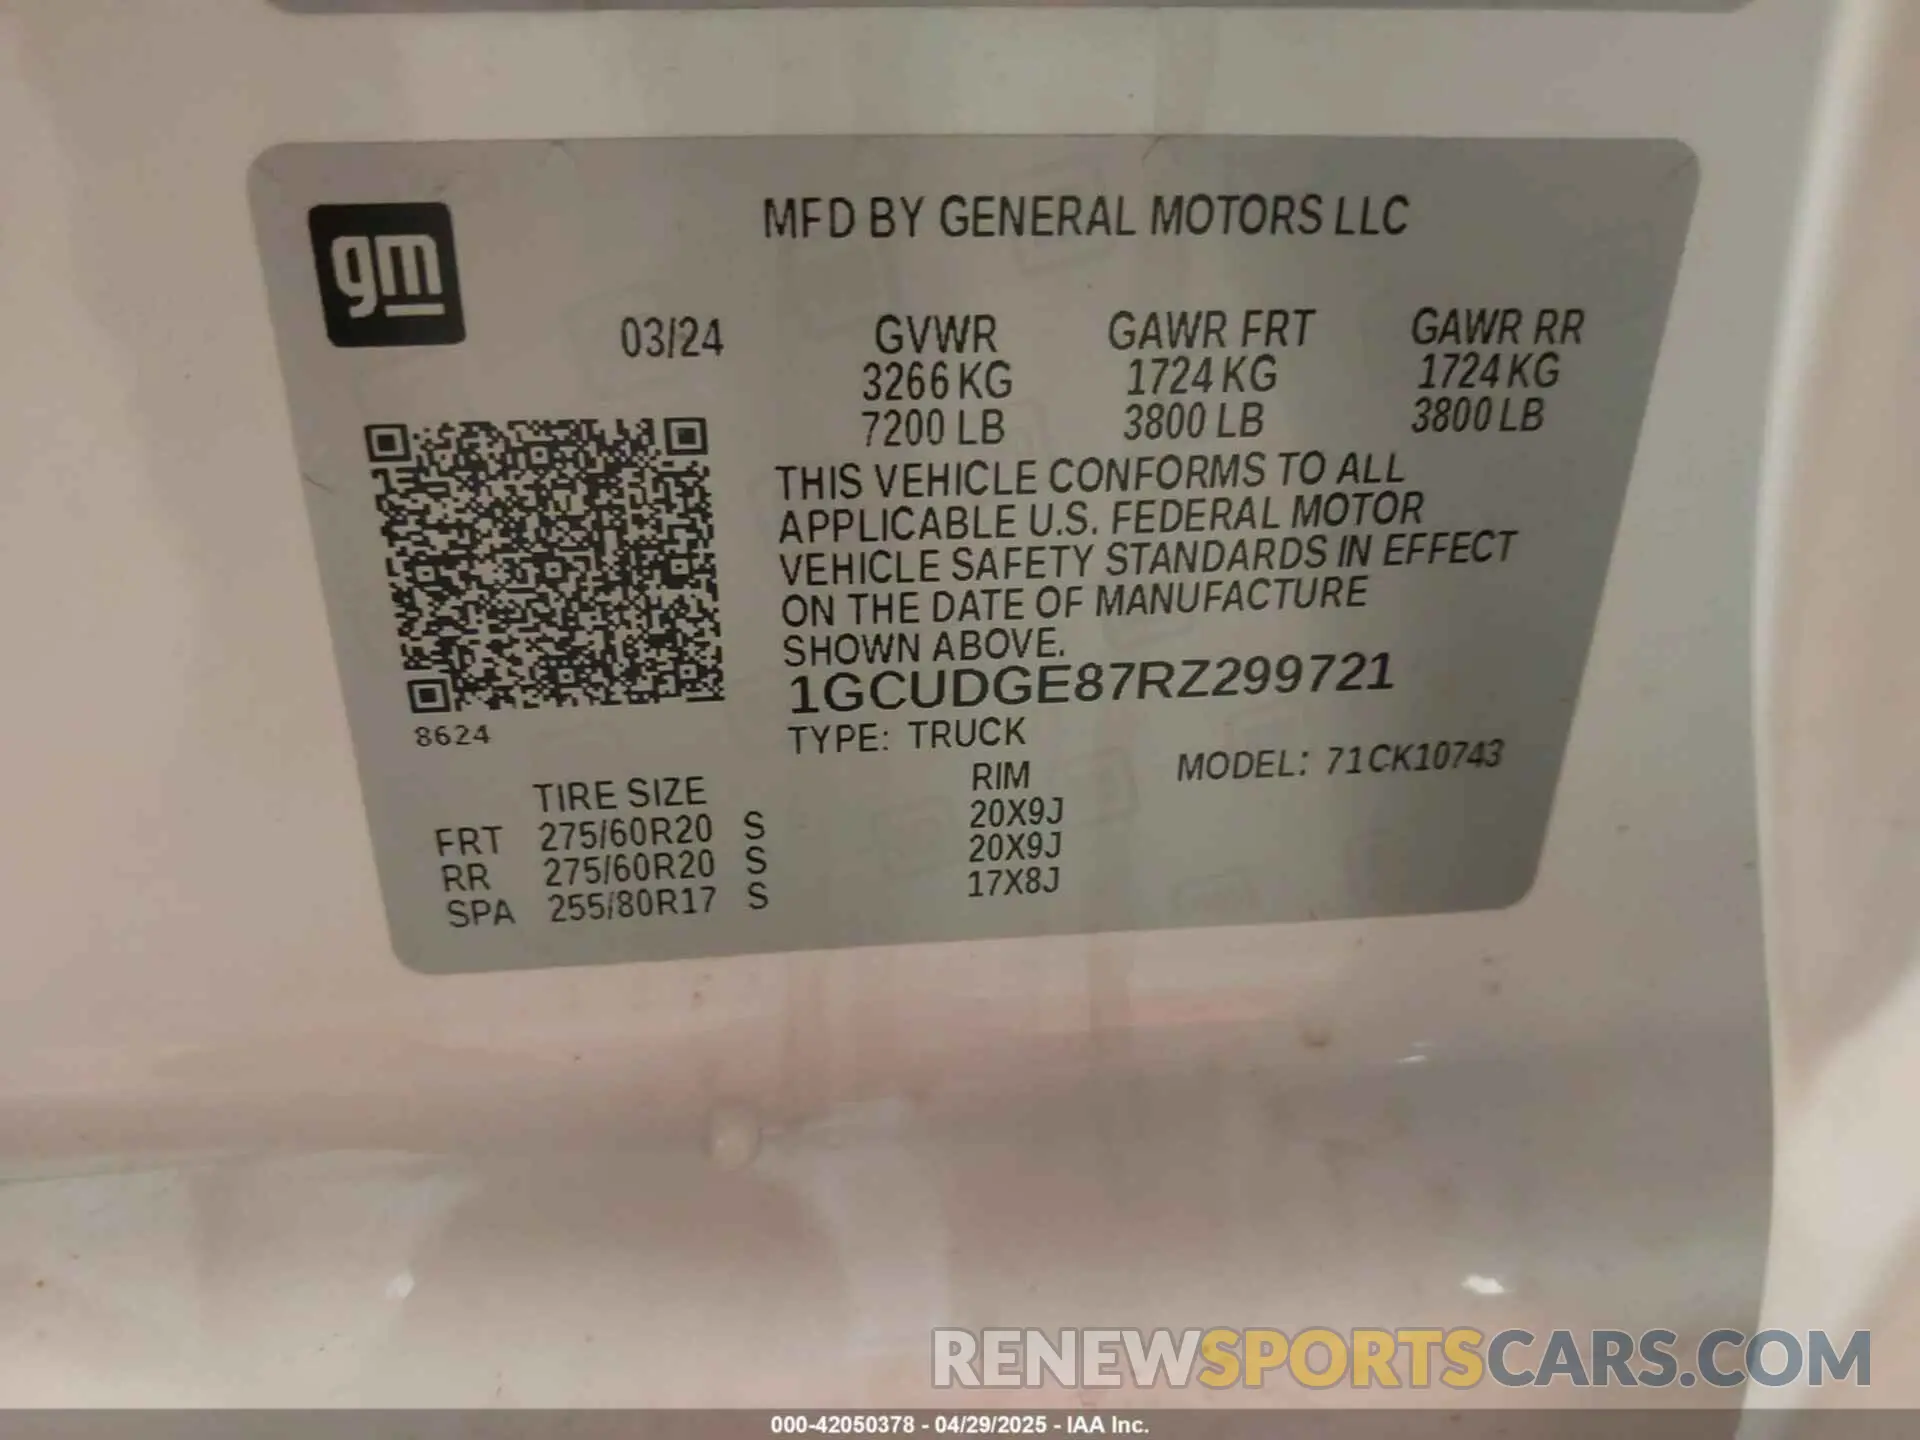 gm
MFD BY GENERAL MOTORS LLC
03/24
GVWR GAWR FRT GAWR RR
3266 KG 1724 KG 1724 KG
7200 LB 3800 LB 3800 LB
THIS VEHICLE CONFORMS TO ALL
APPLICABLE U.S. FEDERAL MOTOR
VEHICLE SAFETY STANDARDS IN EFFECT
ON THE DATE OF MANUFACTURE
SHOWN ABOVE.
1GCUDGE87RZ299721
8624
TYPE: TRUCK
MODEL: 71CK10743
TIRE SIZE RIM
FRT 275/60R20 S 20X9J
RR 275/60R20 S 20X9J
SPA 255/80R17 S 17X8J
RENEWSPORTSCARS.COM
000-42050378 - 04/29/2025 - IAA Inc.